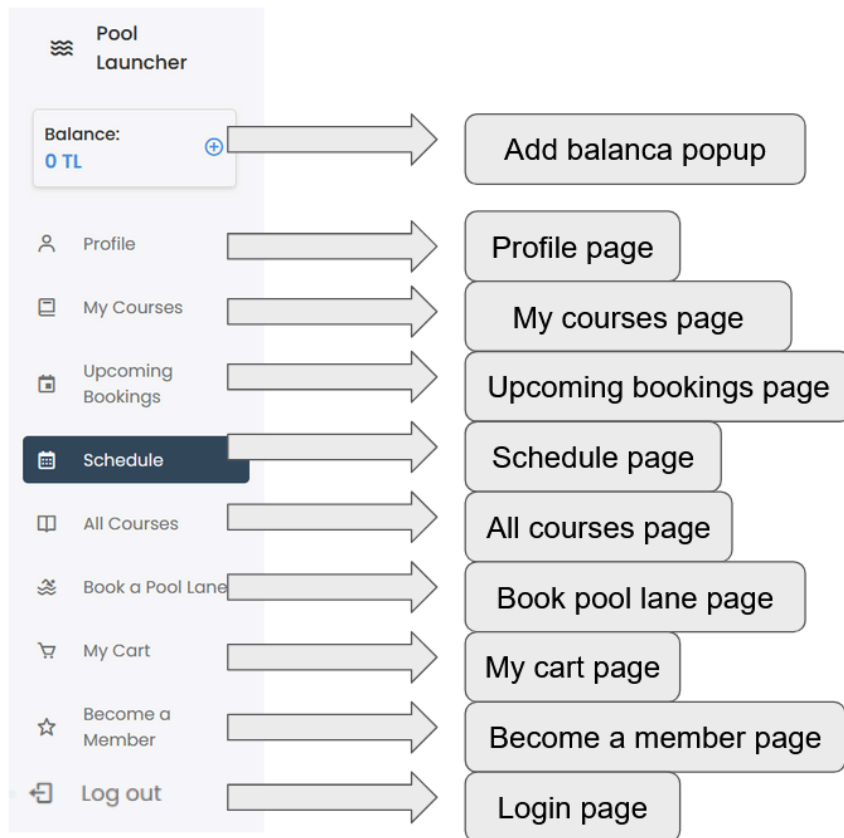 Pool
Launcher
Balance:
0 TL
Add balanca popup
Profile
Profile page
My Courses
My courses page
Upcoming
Bookings
Upcoming bookings page
Schedule
Schedule page
All Courses
All courses page
Book a Pool Lane
Book pool lane page
My Cart
My cart page
Become a
Member
Become a member page
Log out
Login page